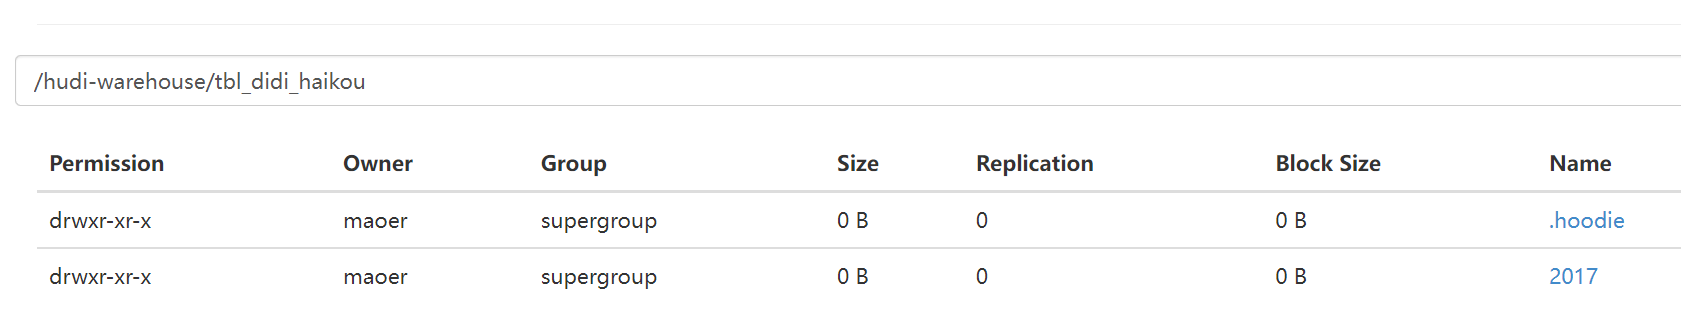 /hudi-warehouse/tbl_didi_haikou
Permission Owner Group Size Replication Block Size Name
drwxr-xr-x maoer supergroup 0 B 0 0 B .hoodie
drwxr-xr-x maoer supergroup 0 B 0 0 B 2017